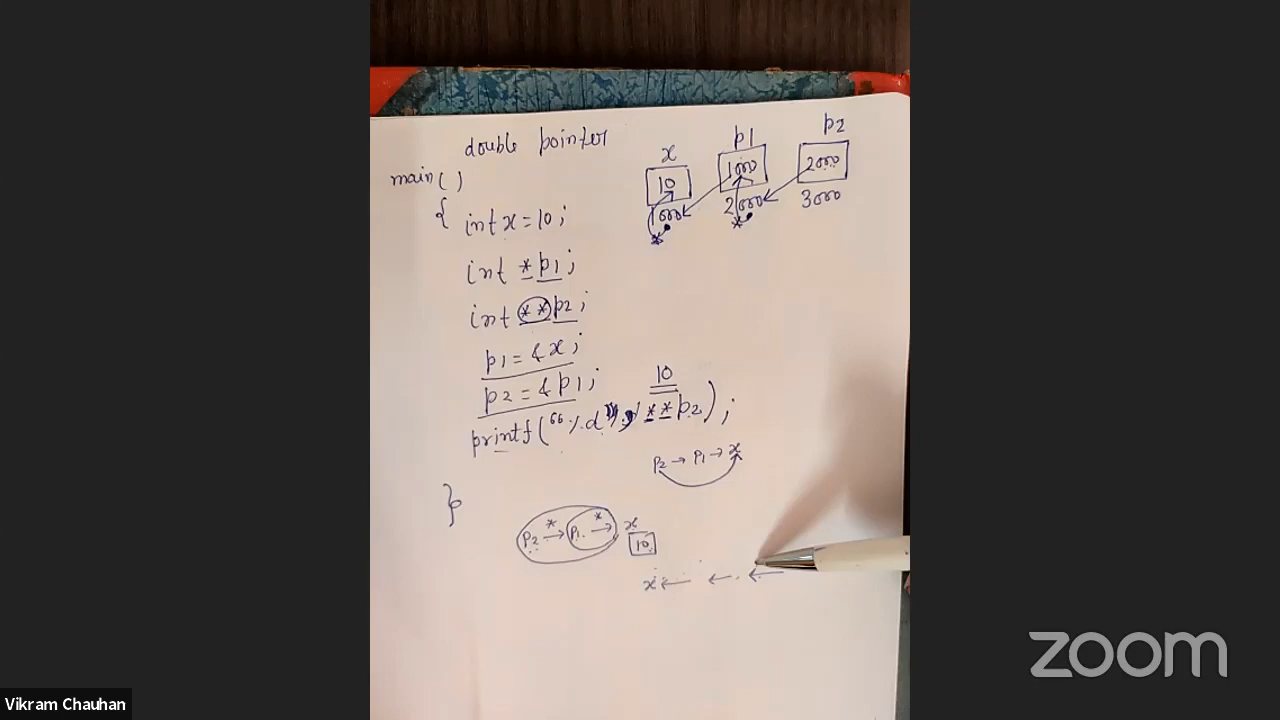 double pointer
main()
{
int x = 10;
int *p1;
int **p2;
p1 = &x;
p2 = &p1;
printf("%d", **p2);
10
}
x p1 p2
10 1000 2000
1000 2000 3000
* *
p2 → p1 → x
p2 * → p1 * → x
10
x ← ← ←
zoom
Vikram Chauhan